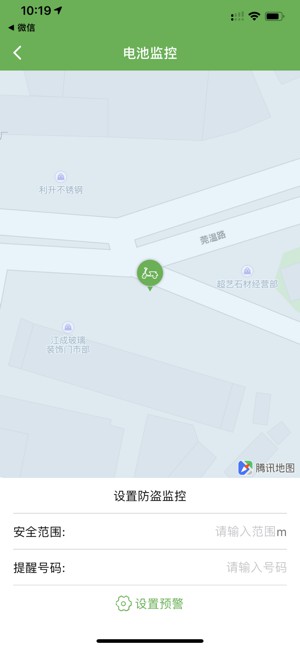 10:19
◀ 微信
电池监控
厂
利升不锈钢
莞温路
超艺石材经营部
江成玻璃
装饰门市部
腾讯地图
设置防盗监控
安全范围: 请输入范围m
提醒号码: 请输入号码
设置预警